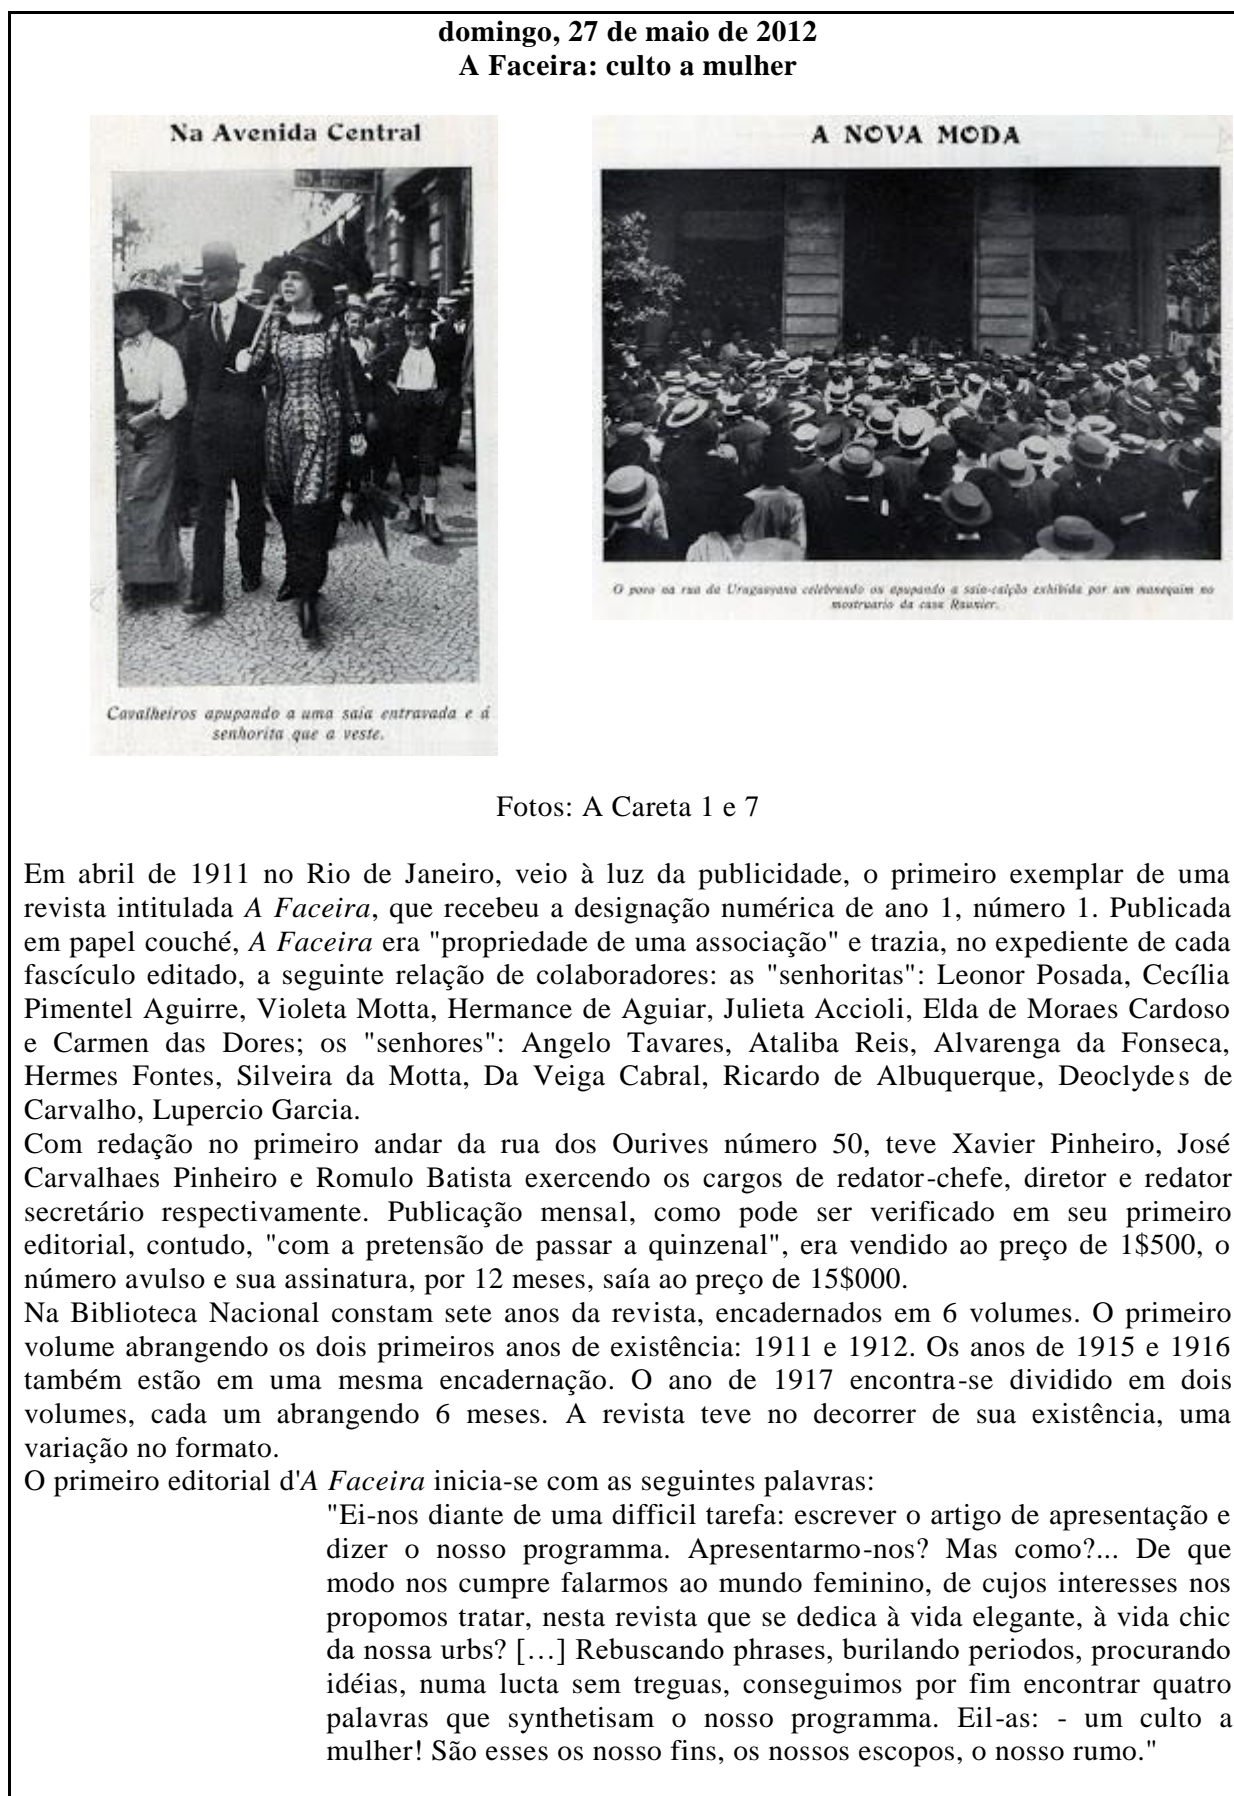 domingo, 27 de maio de 2012
A Faceira: culto a mulher
Na Avenida Central
Cavalheiros apupando a uma saia entravada e á
senhorita que a veste.
A NOVA MODA
O povo na rua da Uruguayana celebrando ou apupando a saia-calção exhibida por um manequim no
mostruario da casa Raunier.
Fotos: A Careta 1 e 7
Em abril de 1911 no Rio de Janeiro, veio à luz da publicidade, o primeiro exemplar de uma
revista intitulada A Faceira, que recebeu a designação numérica de ano 1, número 1. Publicada
em papel couché, A Faceira era "propriedade de uma associação" e trazia, no expediente de cada
fascículo editado, a seguinte relação de colaboradores: as "senhoritas": Leonor Posada, Cecília
Pimentel Aguirre, Violeta Motta, Hermance de Aguiar, Julieta Accioli, Elda de Moraes Cardoso
e Carmen das Dores; os "senhores": Angelo Tavares, Ataliba Reis, Alvarenga da Fonseca,
Hermes Fontes, Silveira da Motta, Da Veiga Cabral, Ricardo de Albuquerque, Deoclydes de
Carvalho, Lupercio Garcia.
Com redação no primeiro andar da rua dos Ourives número 50, teve Xavier Pinheiro, José
Carvalhaes Pinheiro e Romulo Batista exercendo os cargos de redator-chefe, diretor e redator
secretário respectivamente. Publicação mensal, como pode ser verificado em seu primeiro
editorial, contudo, "com a pretensão de passar a quinzenal", era vendido ao preço de 1$500, o
número avulso e sua assinatura, por 12 meses, saía ao preço de 15$000.
Na Biblioteca Nacional constam sete anos da revista, encadernados em 6 volumes. O primeiro
volume abrangendo os dois primeiros anos de existência: 1911 e 1912. Os anos de 1915 e 1916
também estão em uma mesma encadernação. O ano de 1917 encontra-se dividido em dois
volumes, cada um abrangendo 6 meses. A revista teve no decorrer de sua existência, uma
variação no formato.
O primeiro editorial d'A Faceira inicia-se com as seguintes palavras:
"Ei-nos diante de uma difficil tarefa: escrever o artigo de apresentação e
dizer o nosso programma. Apresentarmo-nos? Mas como?... De que
modo nos cumpre falarmos ao mundo feminino, de cujos interesses nos
propomos tratar, nesta revista que se dedica à vida elegante, à vida chic
da nossa urbs? […] Rebuscando phrases, burilando periodos, procurando
idéias, numa lucta sem treguas, conseguimos por fim encontrar quatro
palavras que synthetisam o nosso programma. Eil-as: - um culto a
mulher! São esses os nosso fins, os nossos escopos, o nosso rumo."